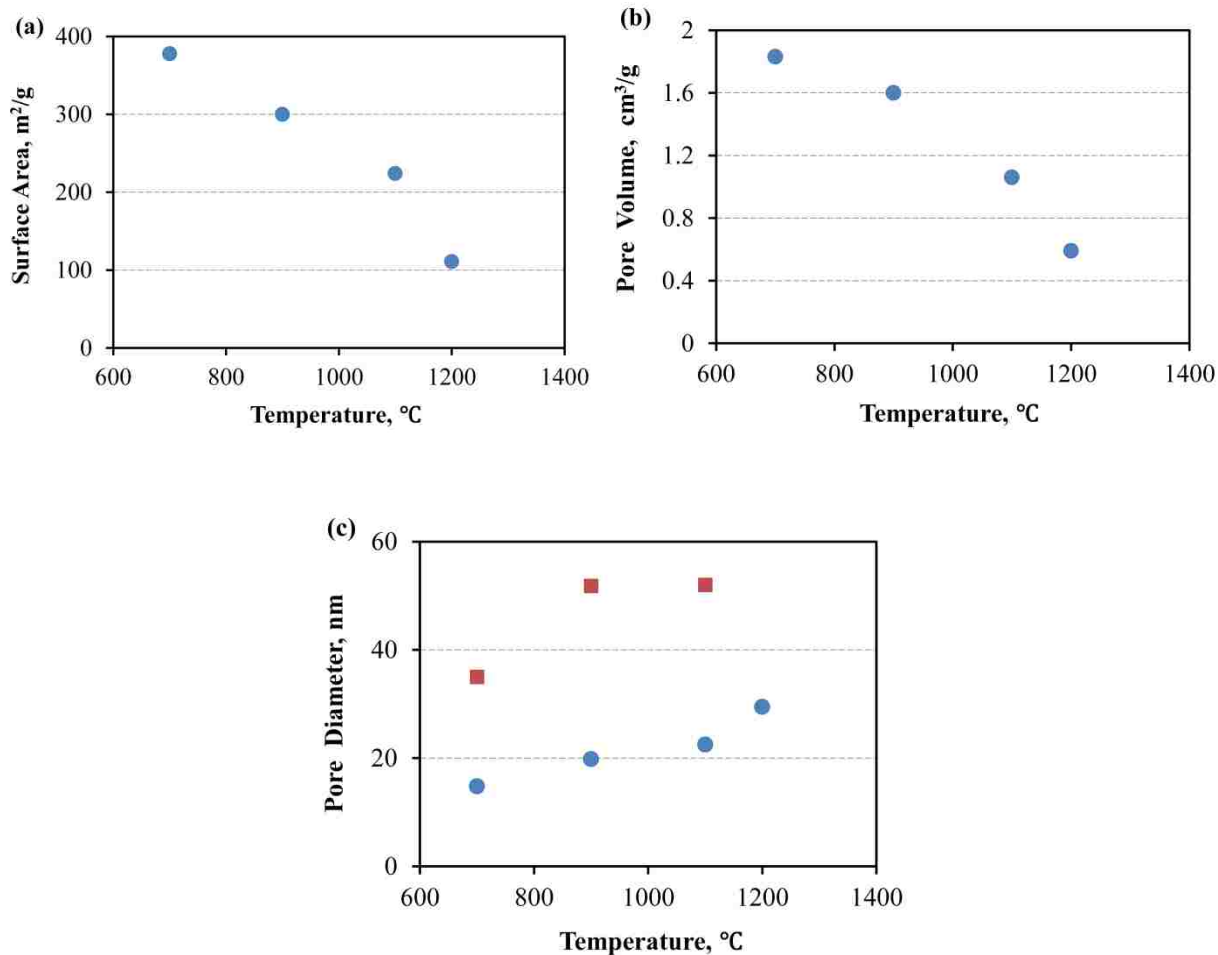 (a)
400
300
200
100
0
600 800 1000 1200 1400
Surface Area, m²/g
Temperature, ℃
(b)
2
1.6
1.2
0.8
0.4
0
600 800 1000 1200 1400
Pore Volume, cm³/g
Temperature, ℃
(c)
60
40
20
0
600 800 1000 1200 1400
Pore Diameter, nm
Temperature, ℃